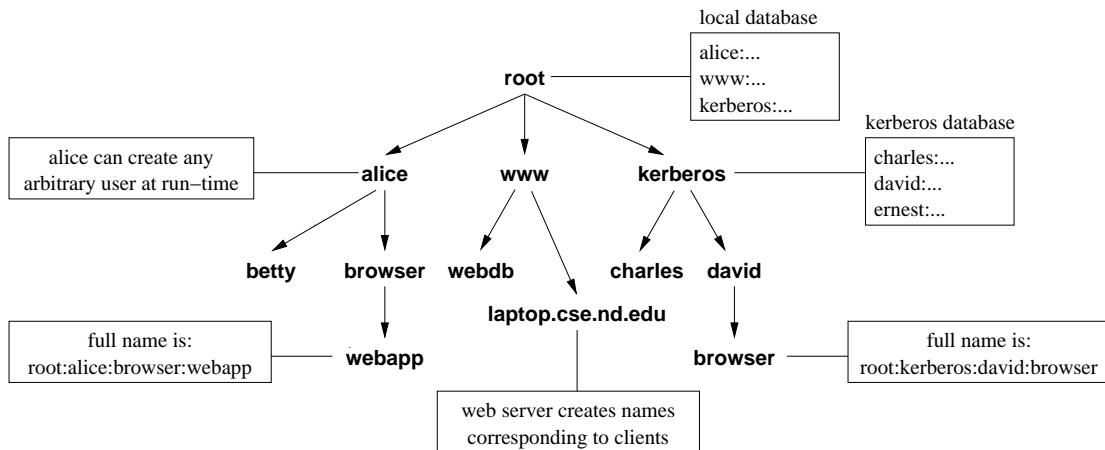 local database
alice:...
www:...
kerberos:...
root
kerberos database
charles:...
david:...
ernest:...
alice can create any
arbitrary user at run−time
alice
www
kerberos
betty
browser
webdb
charles
david
laptop.cse.nd.edu
full name is:
root:alice:browser:webapp
webapp
browser
full name is:
root:kerberos:david:browser
web server creates names
corresponding to clients